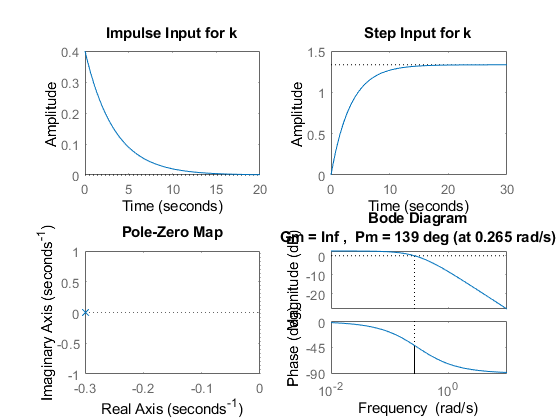 Impulse Input for k
0.4
0.3
0.2
0.1
0
Amplitude
0 5 10 15 20
Time (seconds)
Step Input for k
1.5
1
0.5
0
Amplitude
0 10 20 30
Time (seconds)
Pole-Zero Map
1
0.5
0
-0.5
-1
Imaginary Axis (seconds⁻¹)
-0.3 -0.2 -0.1 0
Real Axis (seconds⁻¹)
Bode Diagram
Gm = Inf , Pm = 139 deg (at 0.265 rad/s)
0
-10
-20
Magnitude (dB)
0
-45
-90
Phase (deg)
10⁻² 10⁰
Frequency (rad/s)